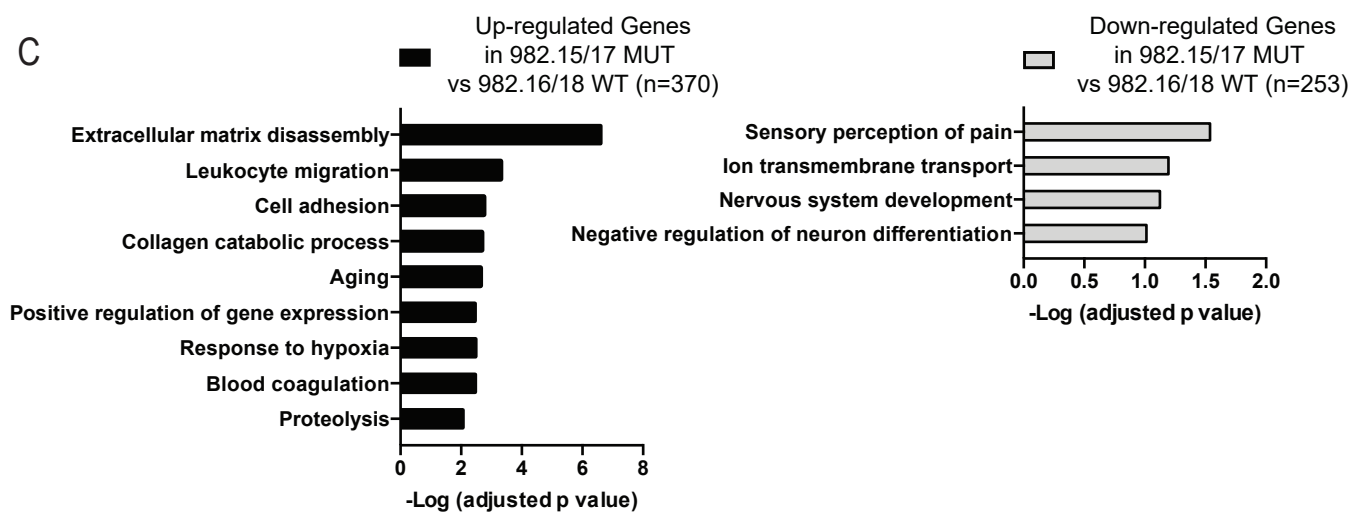 C
Up-regulated Genes
in 982.15/17 MUT
vs 982.16/18 WT (n=370)
Extracellular matrix disassembly
Leukocyte migration
Cell adhesion
Collagen catabolic process
Aging
Positive regulation of gene expression
Response to hypoxia
Blood coagulation
Proteolysis
0 2 4 6 8
-Log (adjusted p value)
Down-regulated Genes
in 982.15/17 MUT
vs 982.16/18 WT (n=253)
Sensory perception of pain
Ion transmembrane transport
Nervous system development
Negative regulation of neuron differentiation
0.0 0.5 1.0 1.5 2.0
-Log (adjusted p value)